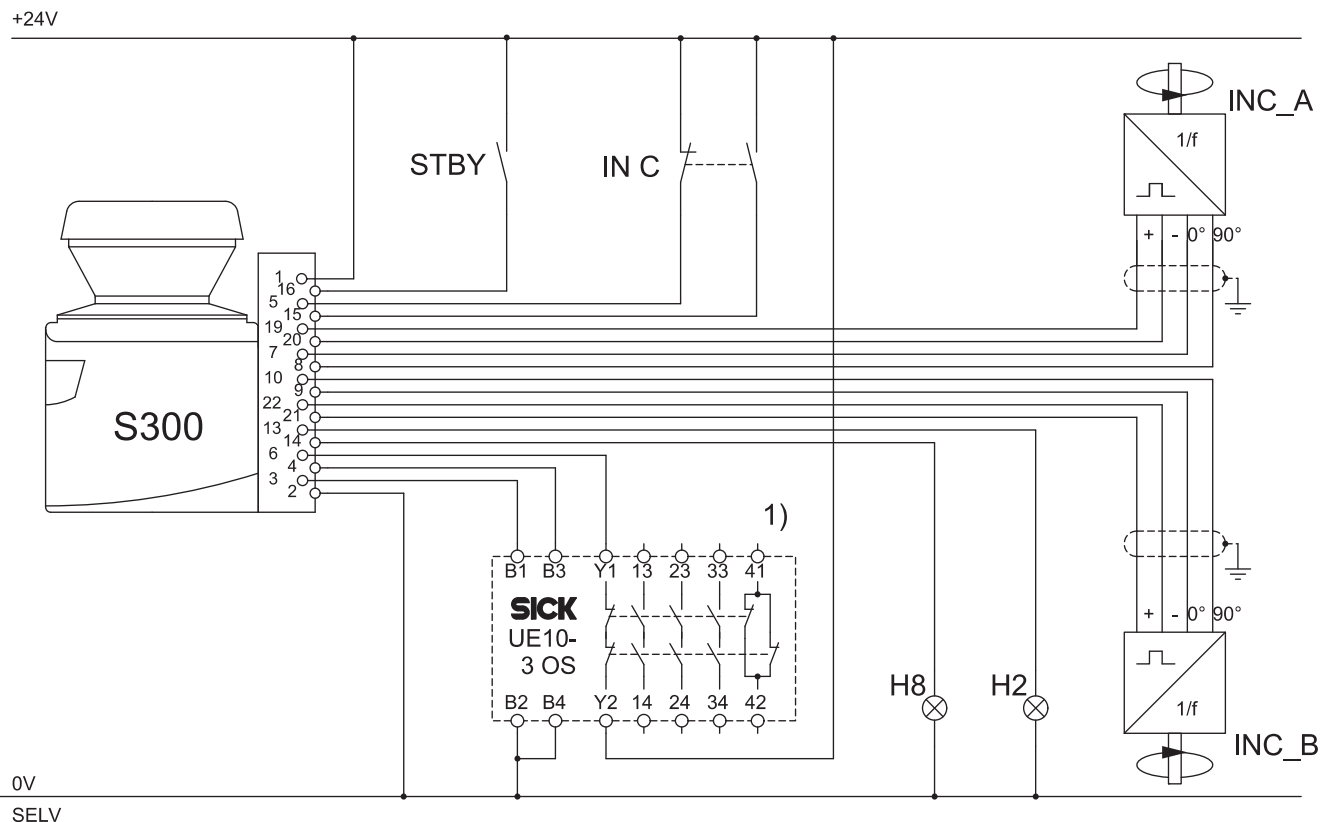 +24V
INC_A
1/f
STBY
IN C
+ - 0° 90°
1
16
5
15
19
20
7
8
10
9
22
21
13
14
6
4
3
2
S300
1)
B1 B3 Y1 13 23 33 41
SICK
UE10-
3 OS
B2 B4 Y2 14 24 34 42
H8
H2
+ - 0° 90°
1/f
INC_B
0V
SELV